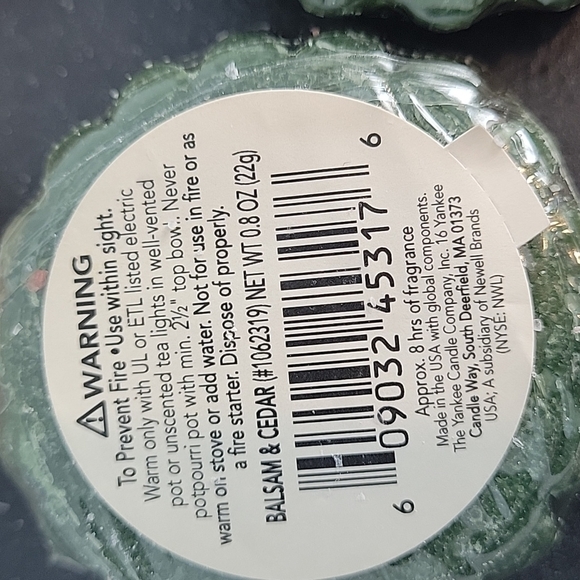 ⚠WARNING
To Prevent Fire •Use within sight.
Warm only with UL or ETL listed electric
pot or unscented tea lights in well-vented
potpourri pot with min. 2½" top bowl. Never
warm on stove or add water. Not for use in fire or as
a fire starter. Dispose of properly.
BALSAM & CEDAR (#1062319) NET WT 0.8 OZ (22g)
6 09032 45317 6
Approx. 8 hrs of fragrance
Made in the USA with global components.
The Yankee Candle Company, Inc. 16 Yankee
Candle Way, South Deerfield, MA 01373
USA; A subsidiary of Newell Brands
(NYSE: NWL)